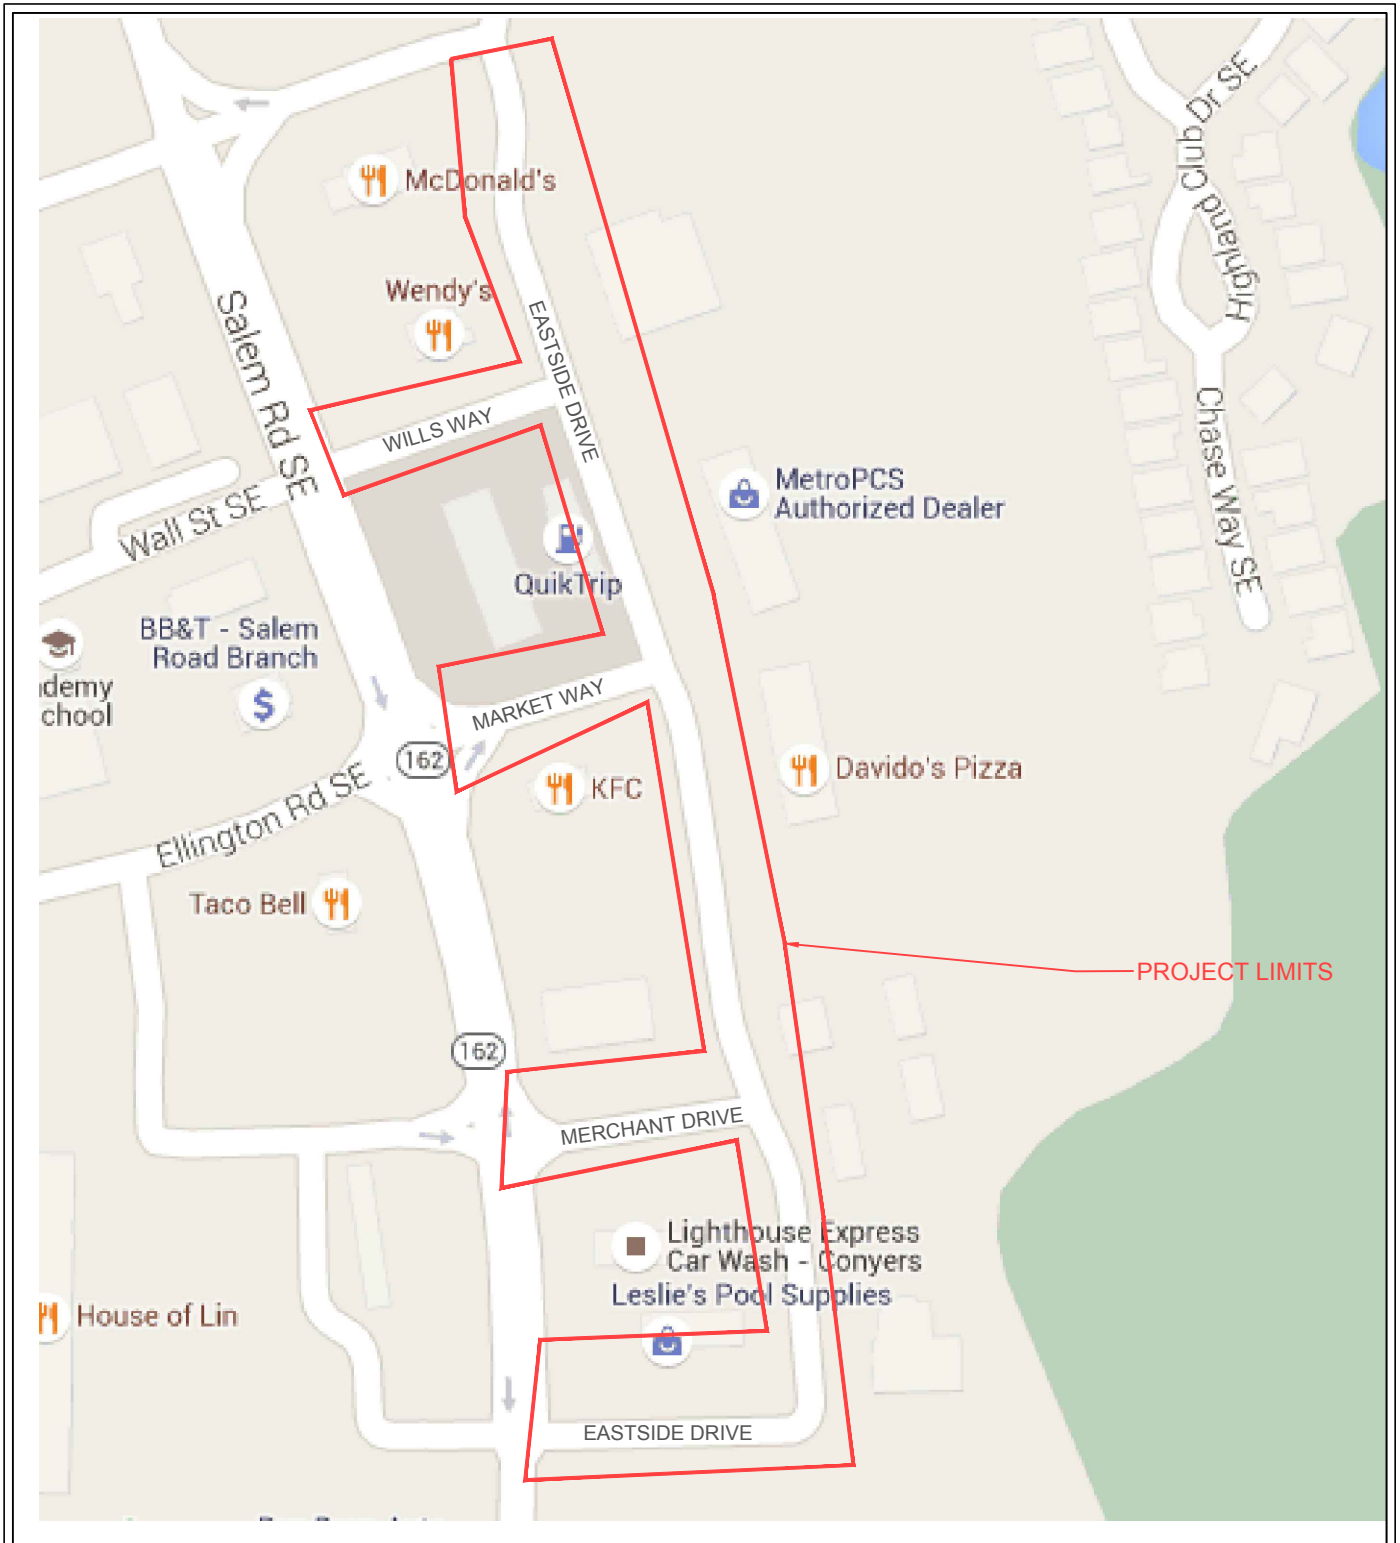 McDonald's
Wendy's
Salem Rd SE
EASTSIDE DRIVE
WILLS WAY
Wall St SE
QuikTrip
MetroPCS
Authorized Dealer
Highland Club Dr SE
Chase Way SE
BB&T - Salem
Road Branch
$
demy
chool
MARKET WAY
162
Ellington Rd SE
KFC
Davido's Pizza
Taco Bell
PROJECT LIMITS
162
MERCHANT DRIVE
Lighthouse Express
Car Wash - Conyers
Leslie's Pool Supplies
House of Lin
EASTSIDE DRIVE